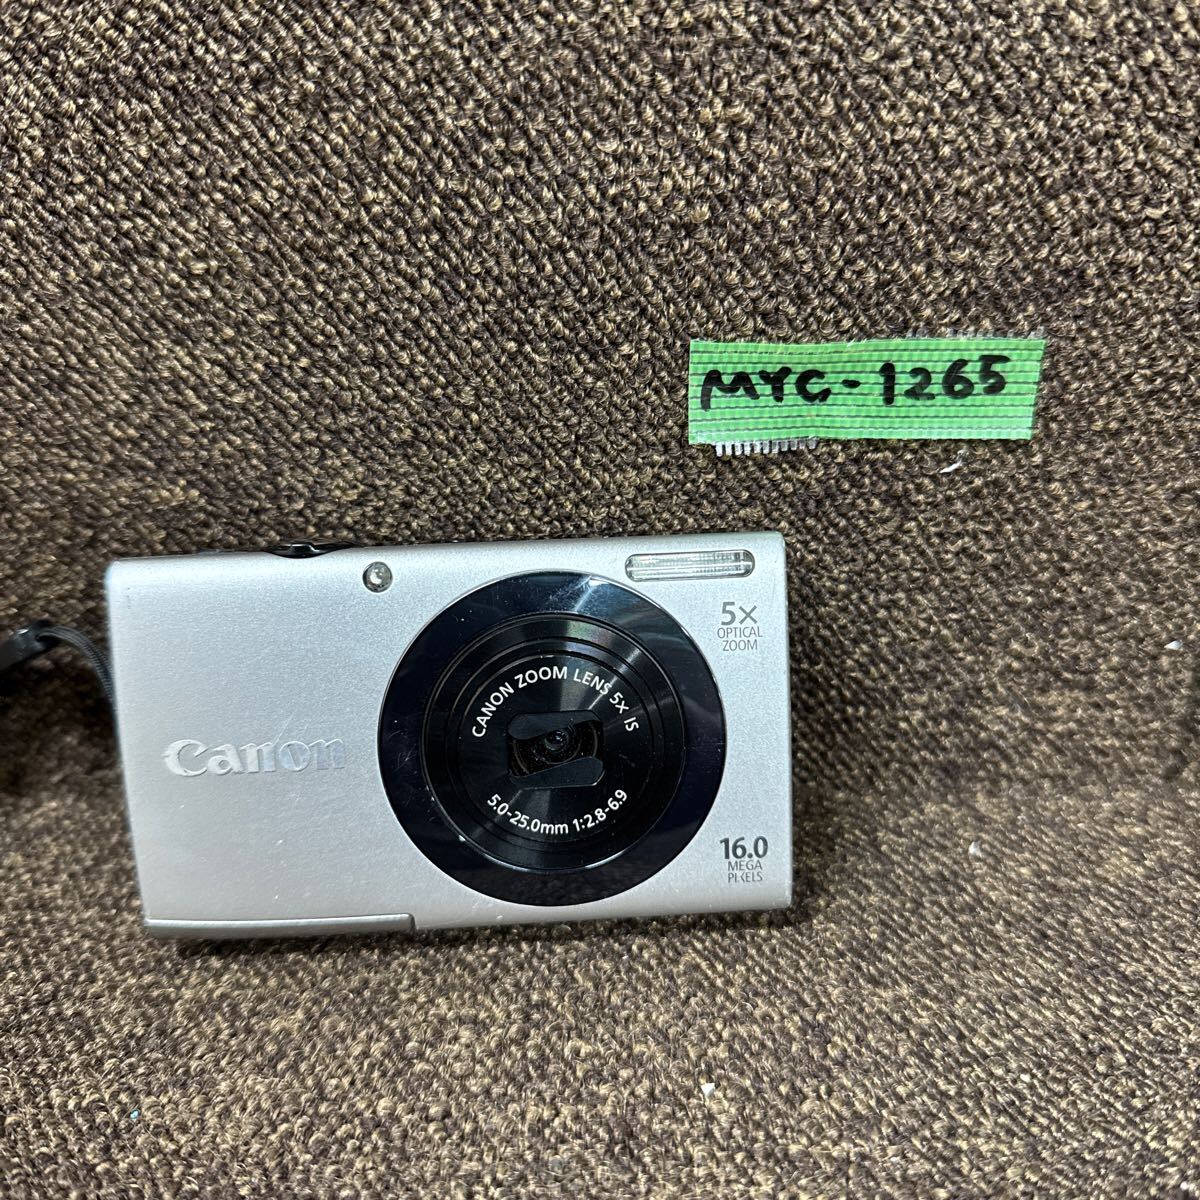 MYC-1265
5x
OPTICAL
ZOOM
CANON ZOOM LENS 5x IS
Canon
5.0-25.0mm 1:2.8-6.9
16.0
MEGA
PIXELS